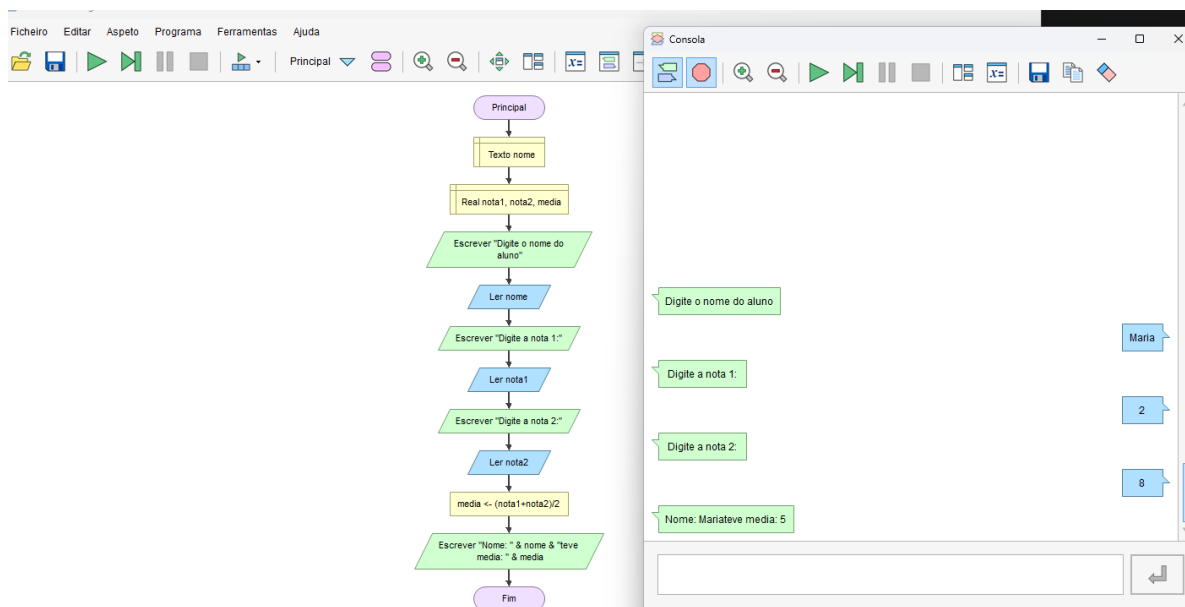 Ficheiro Editar Aspeto Programa Ferramentas Ajuda
Principal
Principal
Texto nome
Real nota1, nota2, media
Escrever "Digite o nome do
aluno"
Ler nome
Escrever "Digite a nota 1:"
Ler nota1
Escrever "Digite a nota 2:"
Ler nota2
media <- (nota1+nota2)/2
Escrever "Nome: " & nome & "teve
media: " & media
Fim
Consola
Digite o nome do aluno
Maria
Digite a nota 1:
2
Digite a nota 2:
8
Nome: Mariateve media: 5